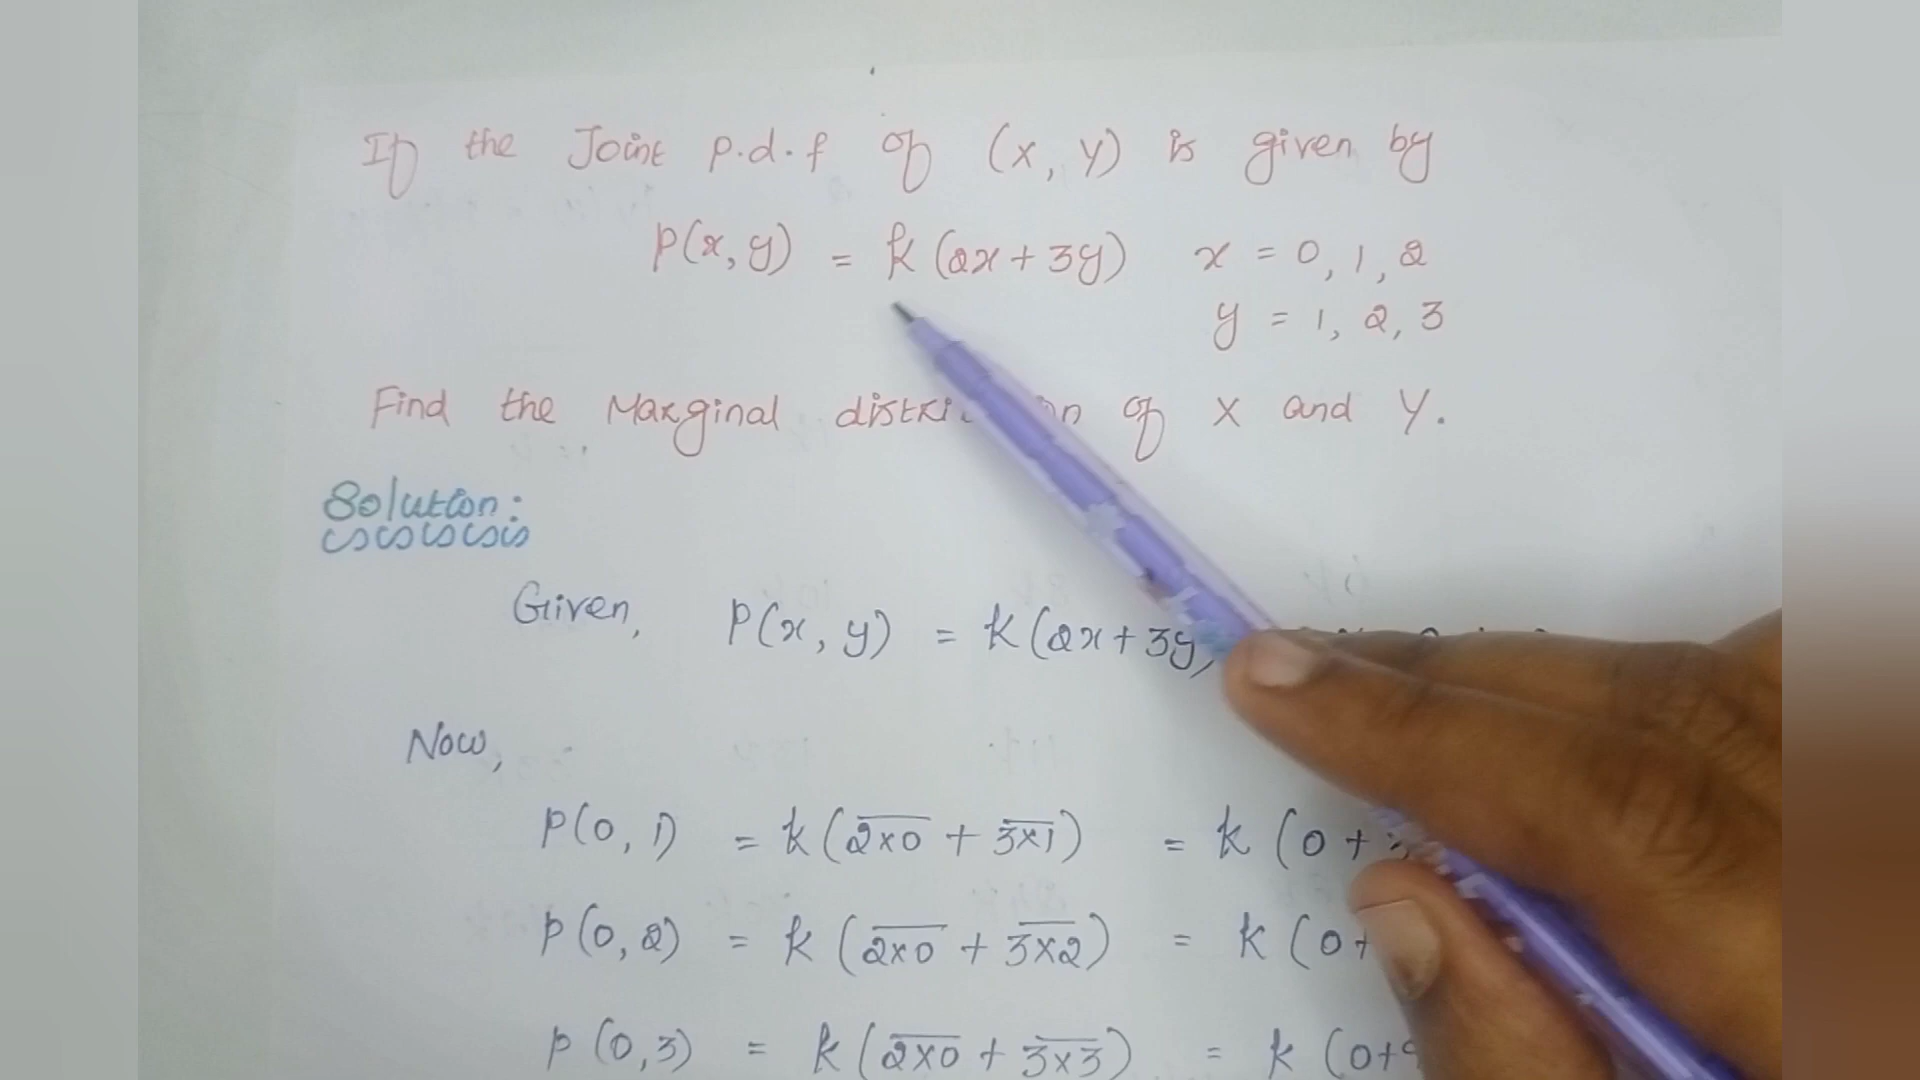 If the Joint p.d.f of (X, Y) is given by
P(x, y) = k (2x + 3y) x = 0, 1, 2
y = 1, 2, 3
Find the Marginal of X and Y.
Solution:
Given, P(x, y) = k (2x + 3y)
Now,
P(0, 1) = k (2×0 + 3×1) = k (0 +
P(0, 2) = k (2×0 + 3×2) = k (0+
P(0,3) = k (2×0 + 3×3) = k (0+9